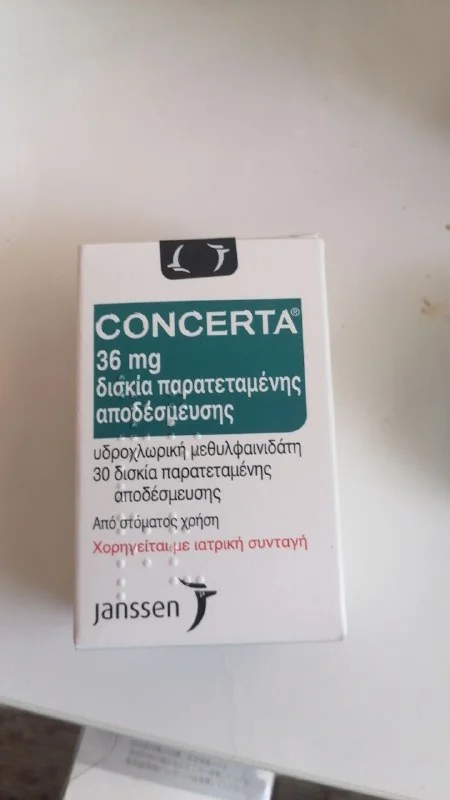 CONCERTA®
36 mg
δισκία παρατεταμένης
αποδέσμευσης
υδροχλωρική μεθυλφαινιδάτη
30 δισκία παρατεταμένης
αποδέσμευσης
Από στόματος χρήση
Χορηγείται με ιατρική συνταγή
janssen